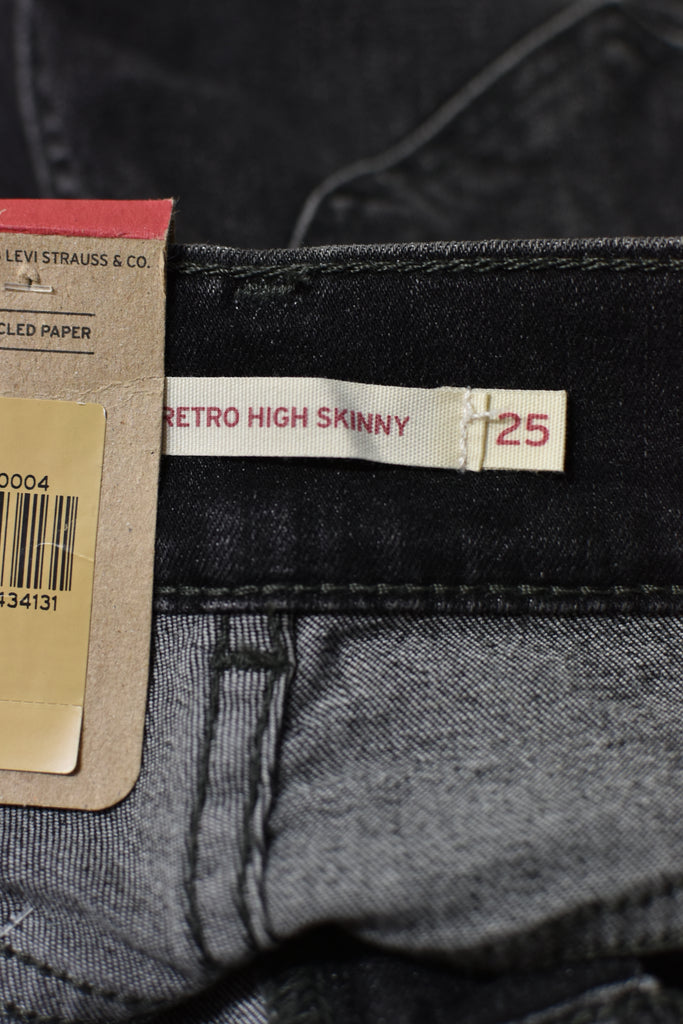 LEVI STRAUSS & CO.
CLED PAPER
RETRO HIGH SKINNY
25
0004
434131